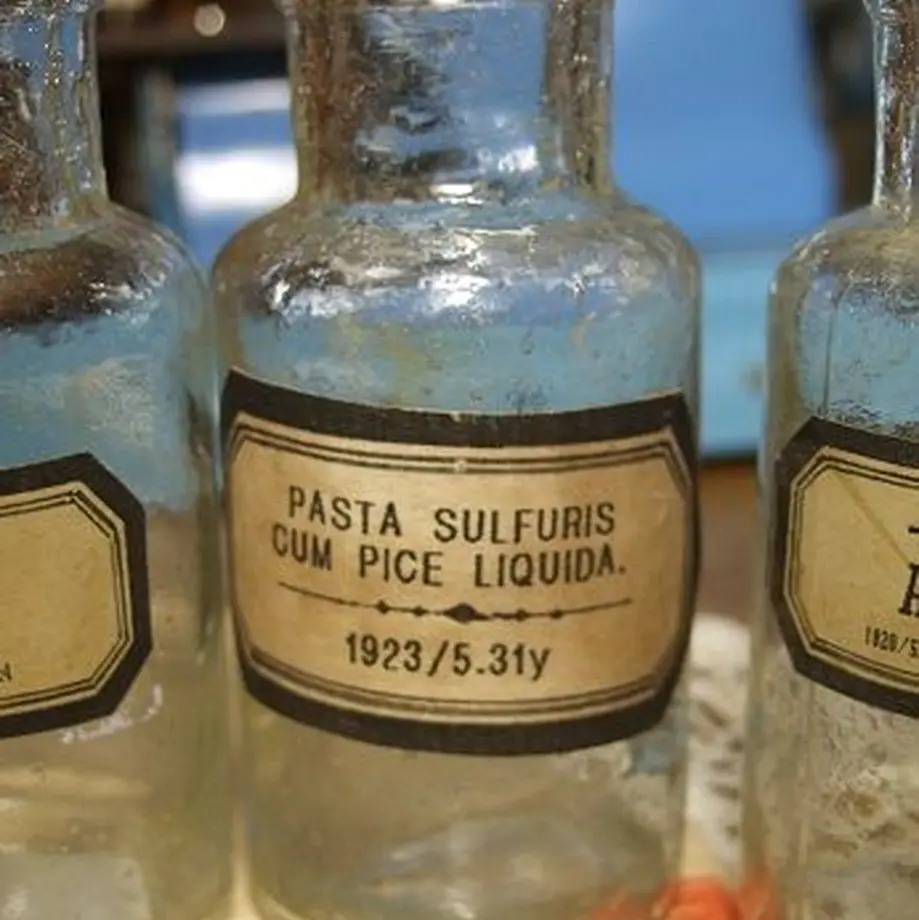 PASTA SULFURIS
CUM PICE LIQUIDA.
1923/5.31y